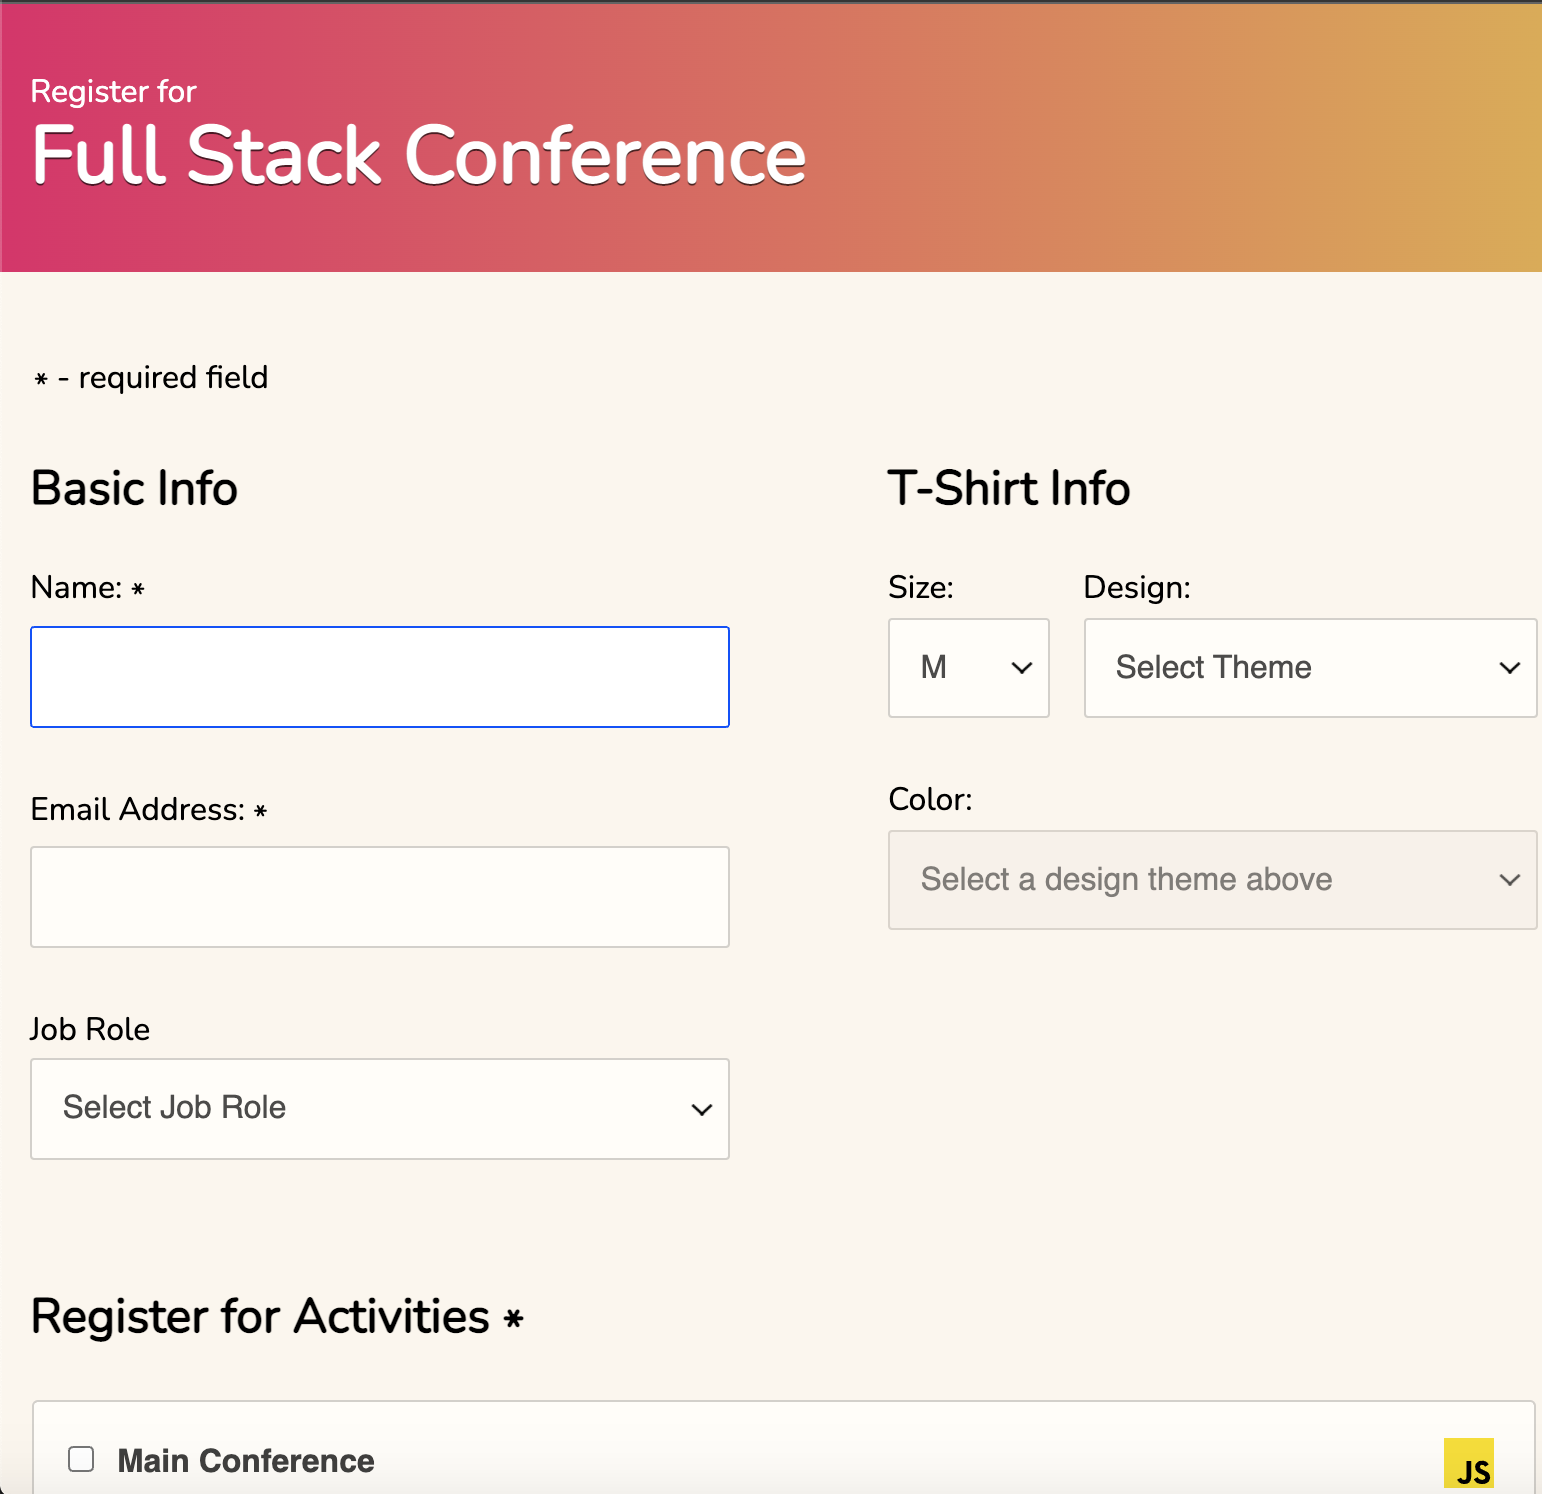 Register for
Full Stack Conference
* - required field
Basic Info
Name: *
Email Address: *
Job Role
Select Job Role
T-Shirt Info
Size:
Design:
M
Select Theme
Color:
Select a design theme above
Register for Activities *
Main Conference
JS